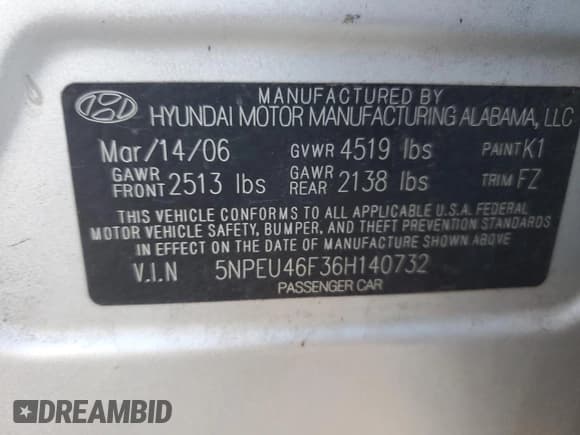 MANUFACTURED BY
HYUNDAI MOTOR MANUFACTURING ALABAMA, LLC
Mar/14/06 GVWR 4519 lbs PAINT K1
GAWR FRONT 2513 lbs GAWR REAR 2138 lbs TRIM FZ
THIS VEHICLE CONFORMS TO ALL APPLICABLE U.S.A. FEDERAL
MOTOR VEHICLE SAFETY, BUMPER, AND THEFT PREVENTION STANDARDS
IN EFFECT ON THE DATE OF MANUFACTURE SHOWN ABOVE
V.I.N 5NPEU46F36H140732
PASSENGER CAR
DREAMBID